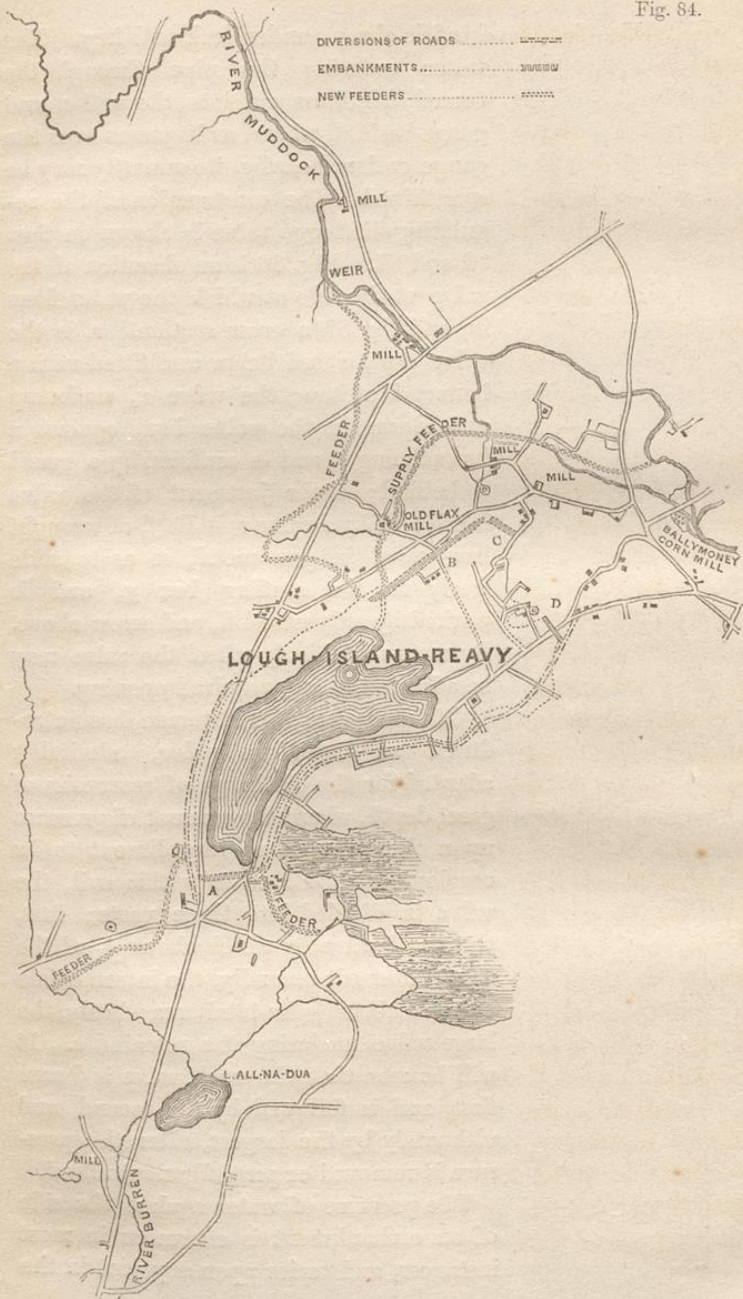 Fig. 84.
DIVERSIONS OF ROADS
EMBANKMENTS
NEW FEEDERS
RIVER MUDDOCK
MILL
WEIR
MILL
FEEDER
SUPPLY FEEDER
MILL
MILL
OLD FLAX
MILL
B
C
BALLYMONEY
CORN MILL
D
LOUGH-ISLAND-REAVY
A
FEEDER
FEEDER
L. ALL-NA-DUA
MILL
RIVER BURREN